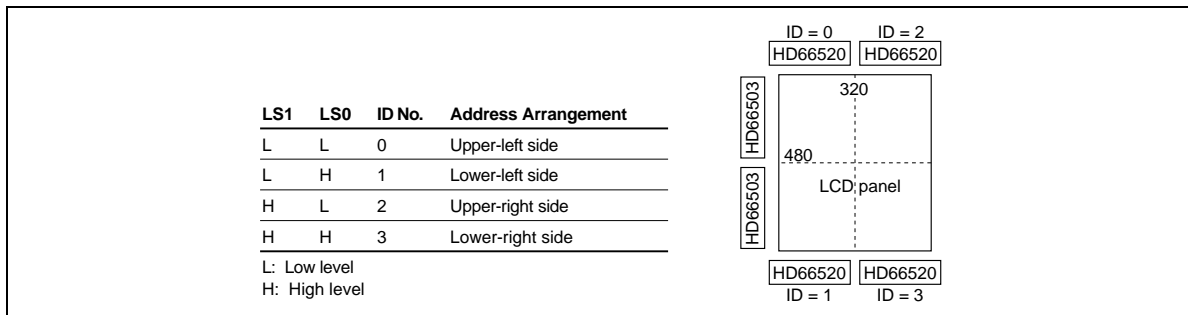 LS1 LS0 ID No. Address Arrangement
L L 0 Upper-left side
L H 1 Lower-left side
H L 2 Upper-right side
H H 3 Lower-right side
L: Low level
H: High level
ID = 0 ID = 2
HD66520 HD66520
HD66503
320
480
HD66503
LCD panel
HD66520 HD66520
ID = 1 ID = 3